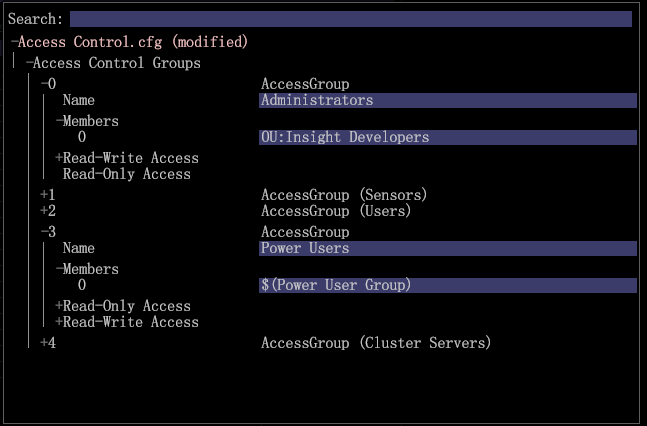 Search:
−Access Control.cfg (modified)
−Access Control Groups
−0 AccessGroup
Name Administrators
−Members
0 OU:Insight Developers
+Read-Write Access
Read-Only Access
+1 AccessGroup (Sensors)
+2 AccessGroup (Users)
−3 AccessGroup
Name Power Users
−Members
0 $(Power User Group)
+Read-Only Access
+Read-Write Access
+4 AccessGroup (Cluster Servers)